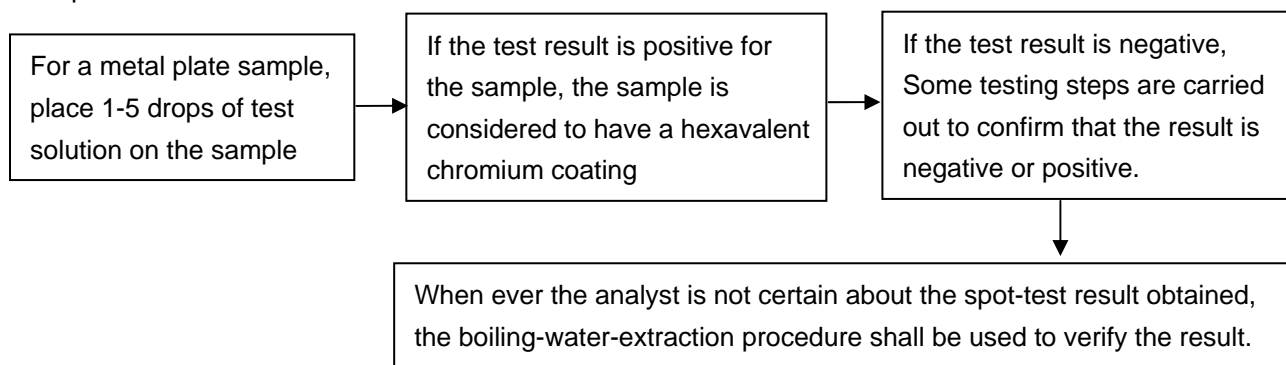 For a metal plate sample,
place 1-5 drops of test
solution on the sample
If the test result is positive for
the sample, the sample is
considered to have a hexavalent
chromium coating
If the test result is negative,
Some testing steps are carried
out to confirm that the result is
negative or positive.
When ever the analyst is not certain about the spot-test result obtained,
the boiling-water-extraction procedure shall be used to verify the result.